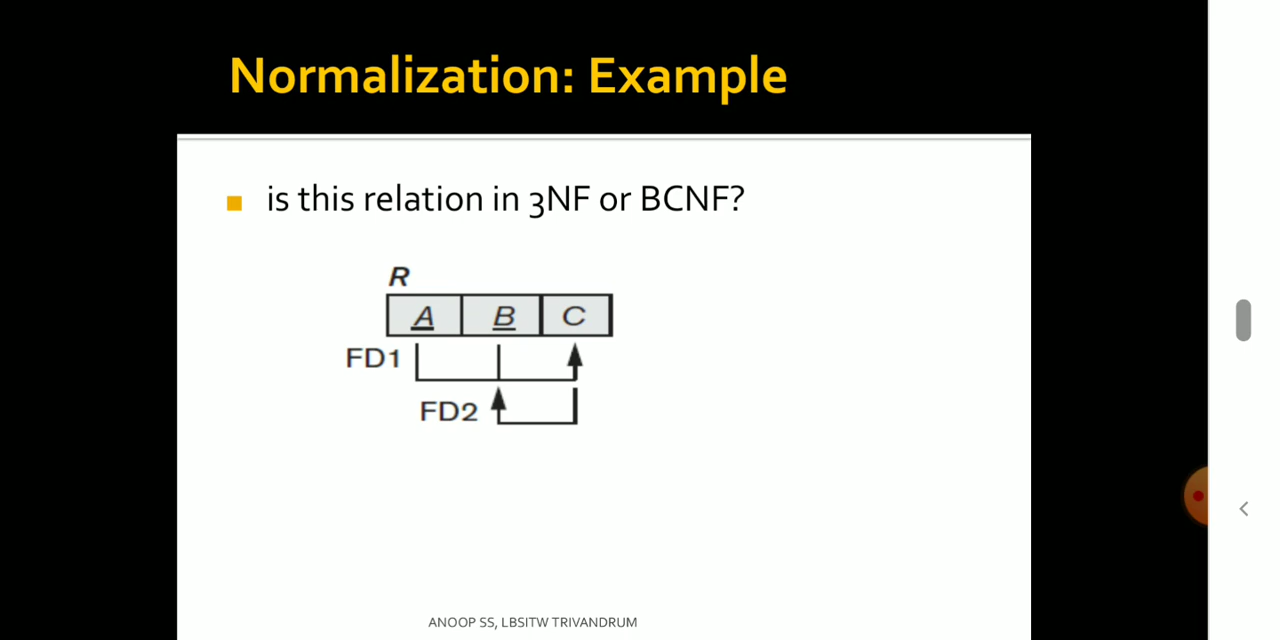 Normalization: Example
is this relation in 3NF or BCNF?
R
A B C
FD1
FD2
ANOOP SS, LBSITW TRIVANDRUM